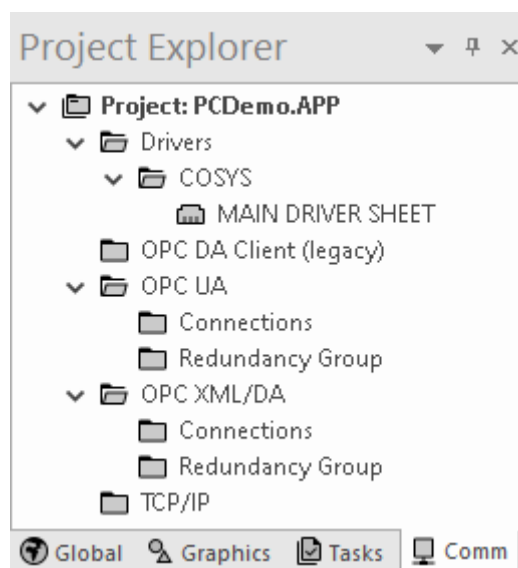 Project Explorer
Project: PCDemo.APP
Drivers
COSYS
MAIN DRIVER SHEET
OPC DA Client (legacy)
OPC UA
Connections
Redundancy Group
OPC XML/DA
Connections
Redundancy Group
TCP/IP
Global Graphics Tasks Comm